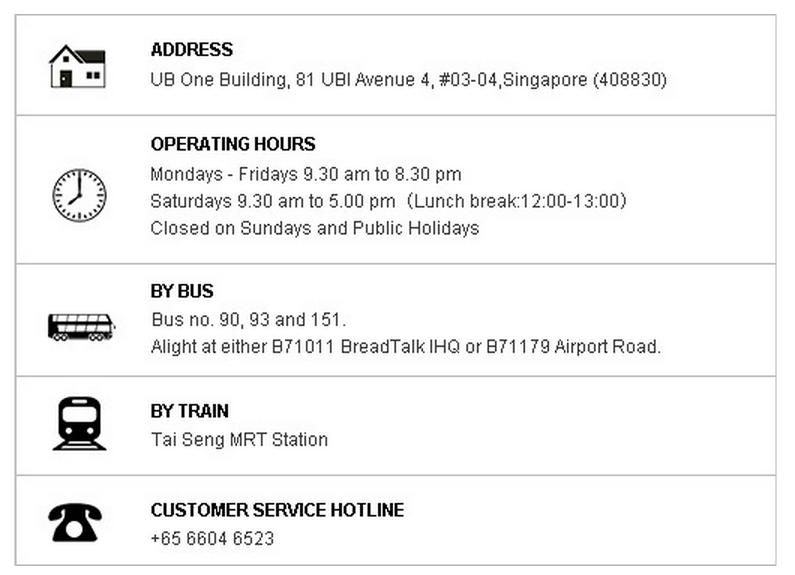 ADDRESS
UB One Building, 81 UBI Avenue 4, #03-04,Singapore (408830)
OPERATING HOURS
Mondays - Fridays 9.30 am to 8.30 pm
Saturdays 9.30 am to 5.00 pm（Lunch break:12:00-13:00）
Closed on Sundays and Public Holidays
BY BUS
Bus no. 90, 93 and 151.
Alight at either B71011 BreadTalk IHQ or B71179 Airport Road.
BY TRAIN
Tai Seng MRT Station
CUSTOMER SERVICE HOTLINE
+65 6604 6523